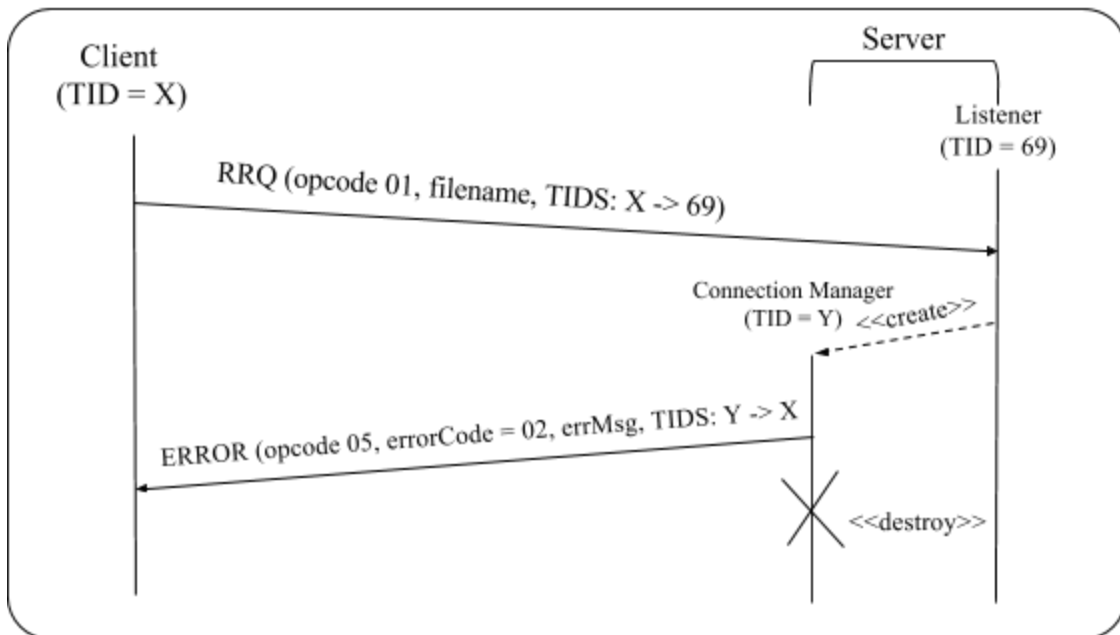 Client
(TID = X)
Server
Listener
(TID = 69)
RRQ (opcode 01, filename, TIDS: X -> 69)
Connection Manager
(TID = Y)
<<create>>
ERROR (opcode 05, errorCode = 02, errMsg, TIDS: Y -> X
<<destroy>>